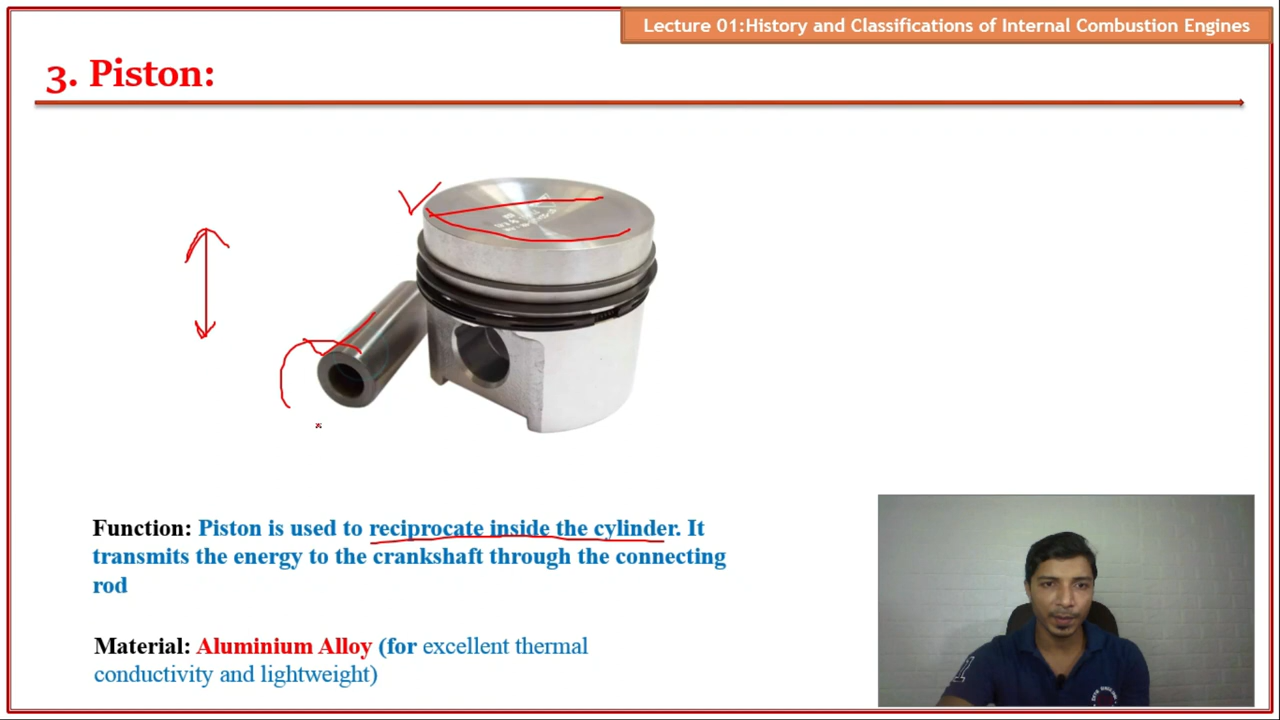 Lecture 01:History and Classifications of Internal Combustion Engines
3. Piston:
Function: Piston is used to reciprocate inside the cylinder. It
transmits the energy to the crankshaft through the connecting
rod
Material: Aluminium Alloy (for excellent thermal
conductivity and lightweight)